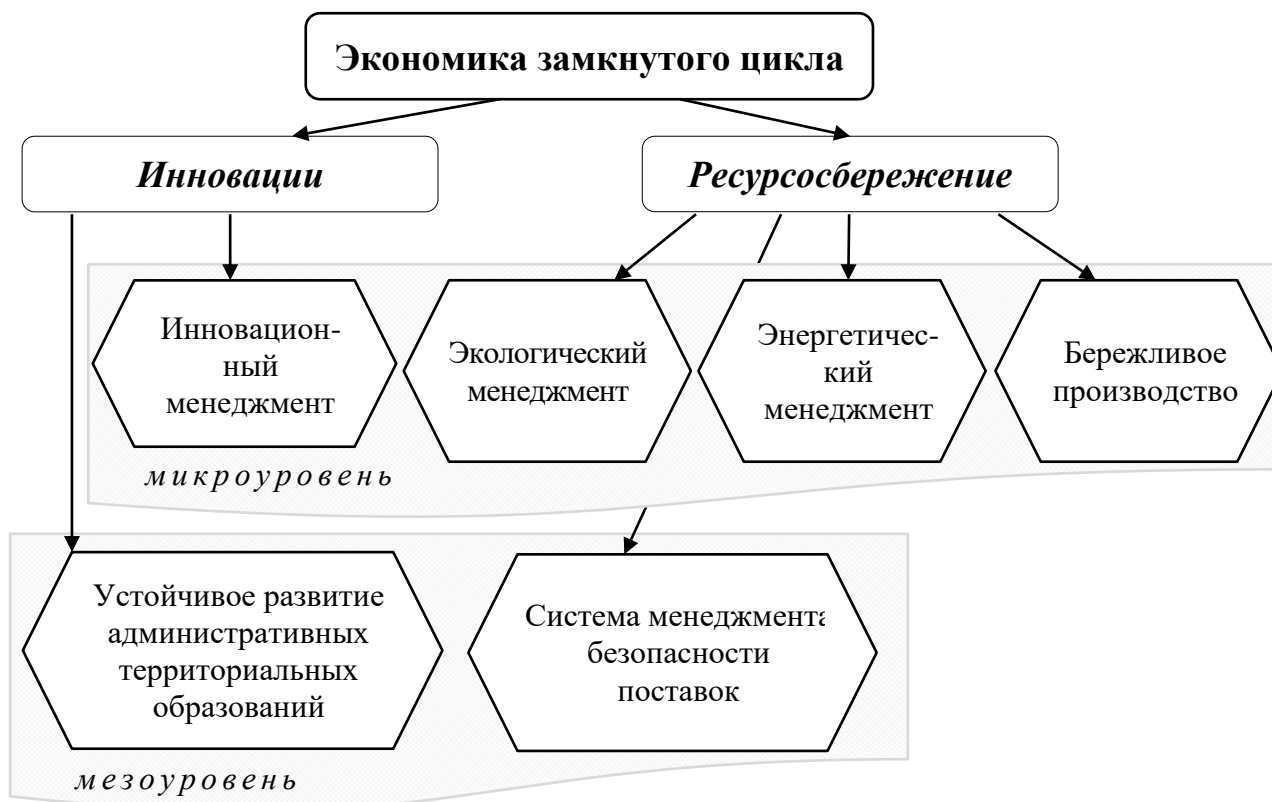 Экономика замкнутого цикла
Инновации
Ресурсосбережение
Инновацион-
ный
менеджмент
Экологический
менеджмент
Энергетичес-
кий
менеджмент
Бережливое
производство
микроуровень
Устойчивое развитие
административных
территориальных
образований
Система менеджмента
безопасности
поставок
мезоуровень